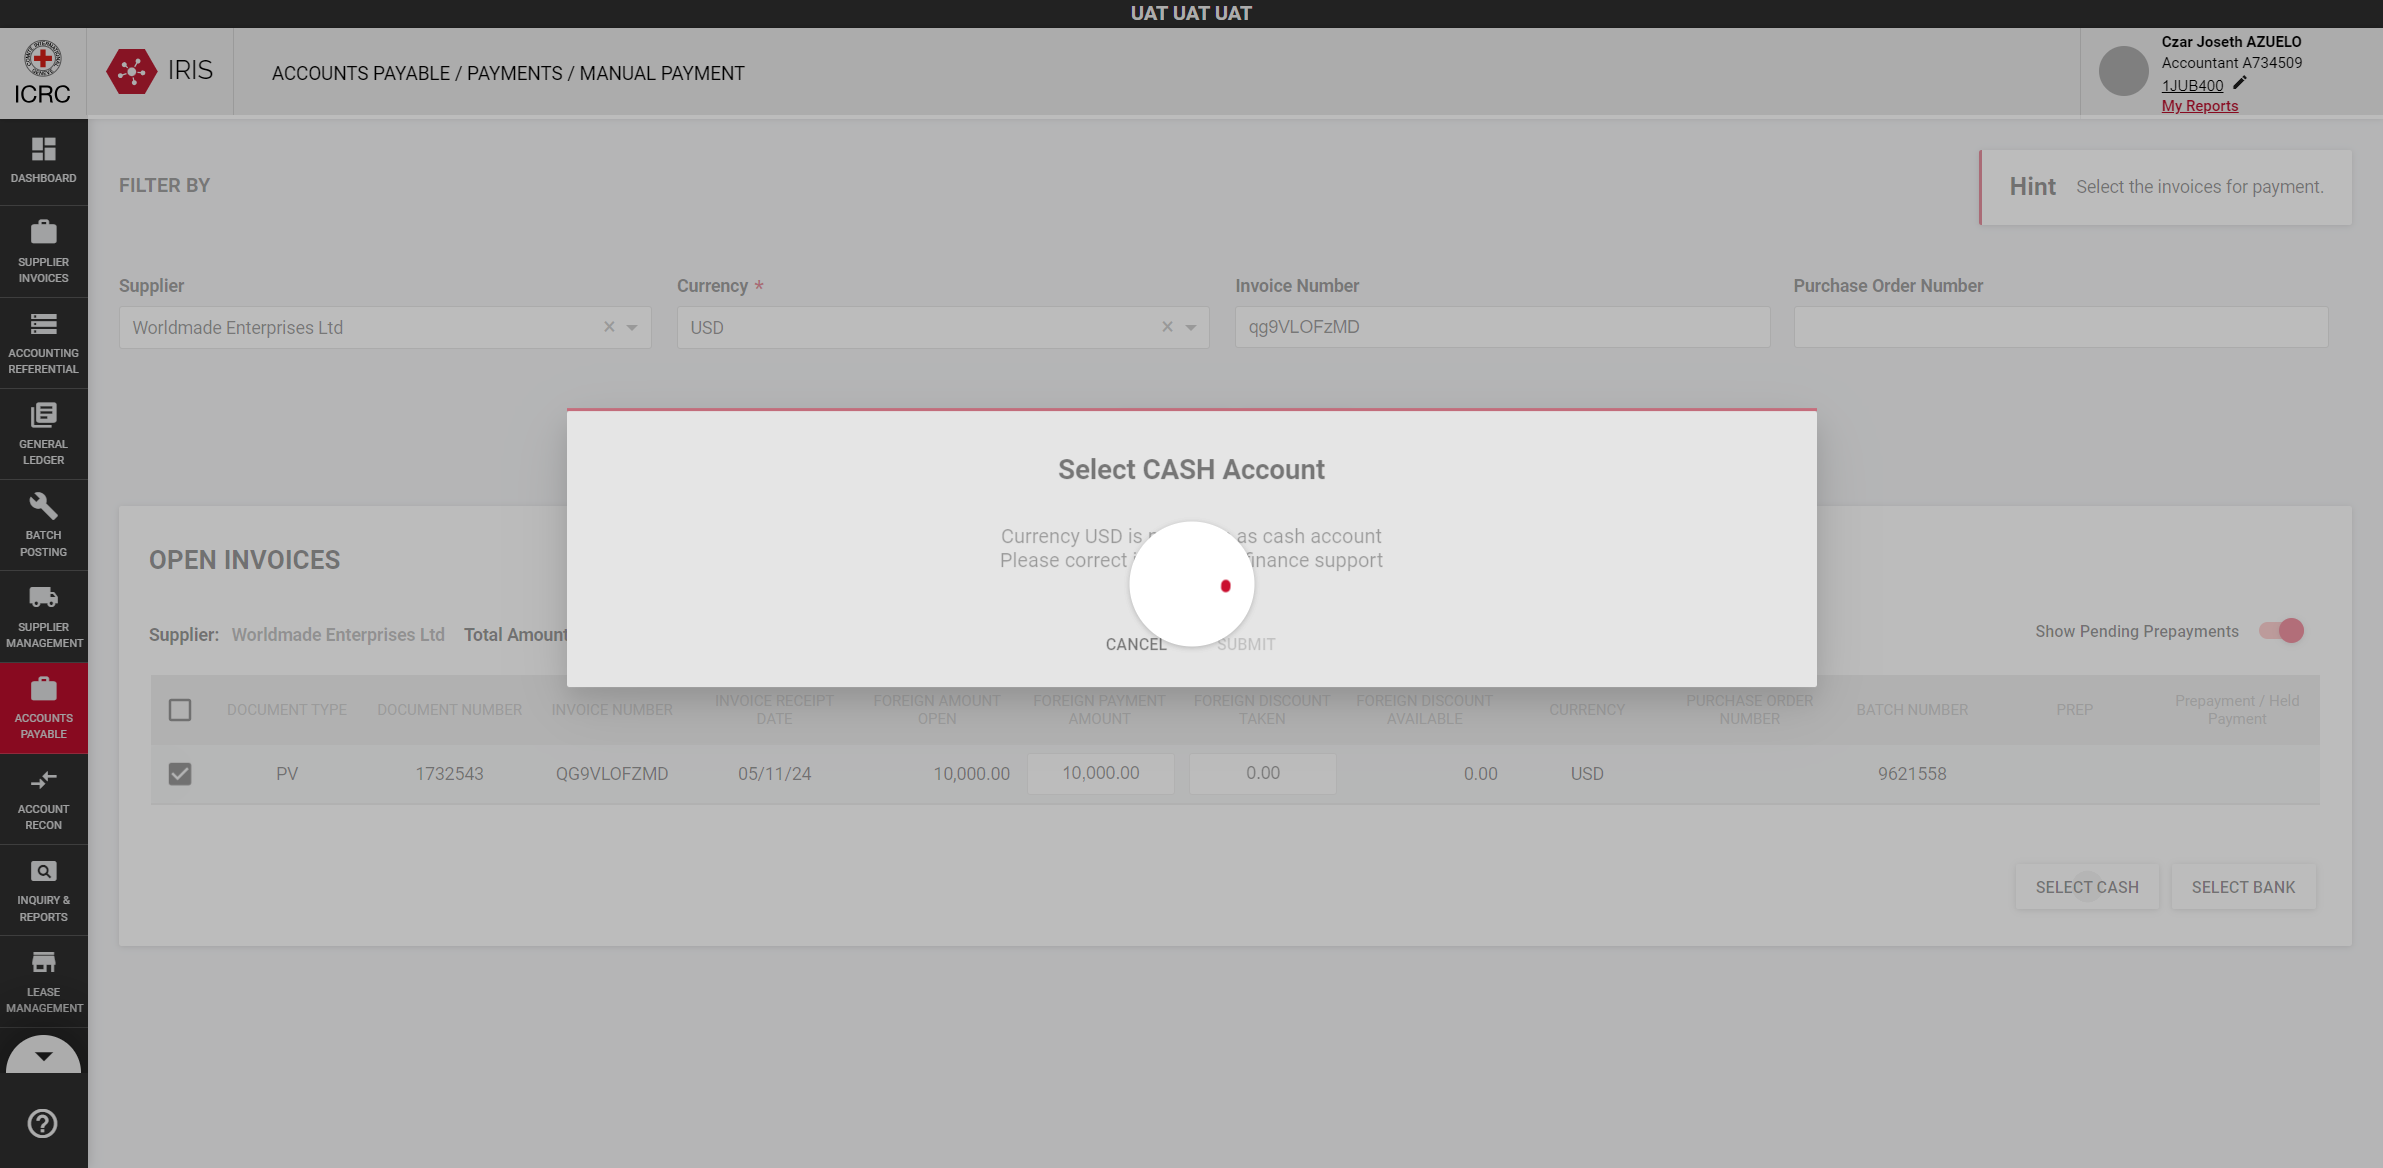 UAT UAT UAT
COMITE INTERNATIONAL GENEVE
ICRC
IRIS
ACCOUNTS PAYABLE / PAYMENTS / MANUAL PAYMENT
Czar Joseth AZUELO
Accountant A734509
1JUB400
My Reports
DASHBOARD
SUPPLIER
INVOICES
ACCOUNTING
REFERENTIAL
GENERAL
LEDGER
BATCH
POSTING
SUPPLIER
MANAGEMENT
ACCOUNTS
PAYABLE
ACCOUNT
RECON
INQUIRY &
REPORTS
LEASE
MANAGEMENT
FILTER BY
Hint Select the invoices for payment.
Supplier
Worldmade Enterprises Ltd
Currency *
USD
Invoice Number
qg9VLOFzMD
Purchase Order Number
Select CASH Account
Currency USD is as cash account
Please correct finance support
CANCEL SUBMIT
OPEN INVOICES
Supplier: Worldmade Enterprises Ltd Total Amount
Show Pending Prepayments
DOCUMENT TYPE
DOCUMENT NUMBER
INVOICE NUMBER
INVOICE RECEIPT
DATE
FOREIGN AMOUNT
OPEN
FOREIGN PAYMENT
AMOUNT
FOREIGN DISCOUNT
TAKEN
FOREIGN DISCOUNT
AVAILABLE
CURRENCY
PURCHASE ORDER
NUMBER
BATCH NUMBER
PREP
Prepayment / Held
Payment
PV 1732543 QG9VLOFZMD 05/11/24 10,000.00 10,000.00 0.00 0.00 USD 9621558
SELECT CASH SELECT BANK